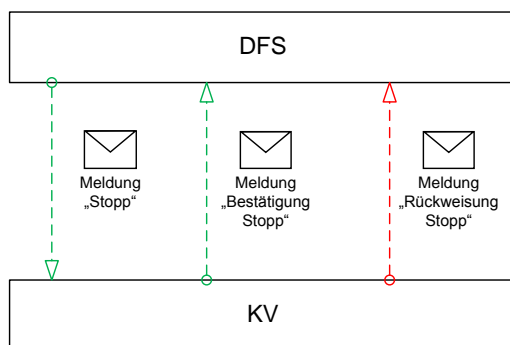 DFS
Meldung
„Stopp“
Meldung
„Bestätigung
Stopp“
Meldung
„Rückweisung
Stopp“
KV